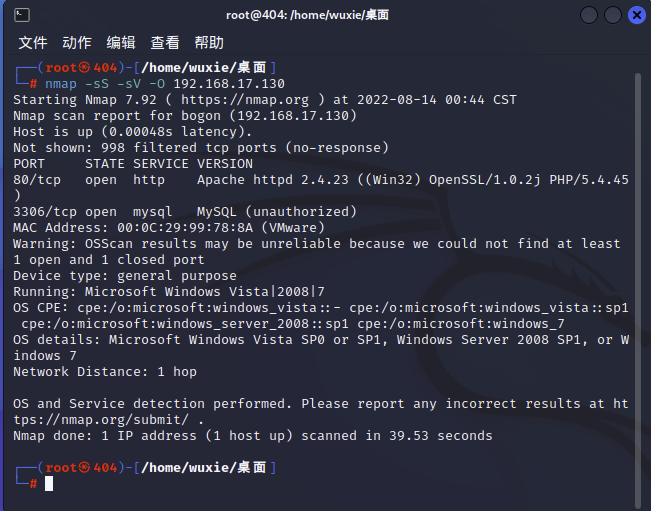 root@404: /home/wuxie/桌面
文件 动作 编辑 查看 帮助
┌──(root㉿404)-[/home/wuxie/桌面]
└─# nmap -sS -sV -O 192.168.17.130
Starting Nmap 7.92 ( https://nmap.org ) at 2022-08-14 00:44 CST
Nmap scan report for bogon (192.168.17.130)
Host is up (0.00048s latency).
Not shown: 998 filtered tcp ports (no-response)
PORT     STATE SERVICE VERSION
80/tcp   open  http    Apache httpd 2.4.23 ((Win32) OpenSSL/1.0.2j PHP/5.4.45
)
3306/tcp open  mysql   MySQL (unauthorized)
MAC Address: 00:0C:29:99:78:8A (VMware)
Warning: OSScan results may be unreliable because we could not find at least
1 open and 1 closed port
Device type: general purpose
Running: Microsoft Windows Vista|2008|7
OS CPE: cpe:/o:microsoft:windows_vista::- cpe:/o:microsoft:windows_vista::sp1
 cpe:/o:microsoft:windows_server_2008::sp1 cpe:/o:microsoft:windows_7
OS details: Microsoft Windows Vista SP0 or SP1, Windows Server 2008 SP1, or W
indows 7
Network Distance: 1 hop
OS and Service detection performed. Please report any incorrect results at ht
tps://nmap.org/submit/ .
Nmap done: 1 IP address (1 host up) scanned in 39.53 seconds
┌──(root㉿404)-[/home/wuxie/桌面]
└─#